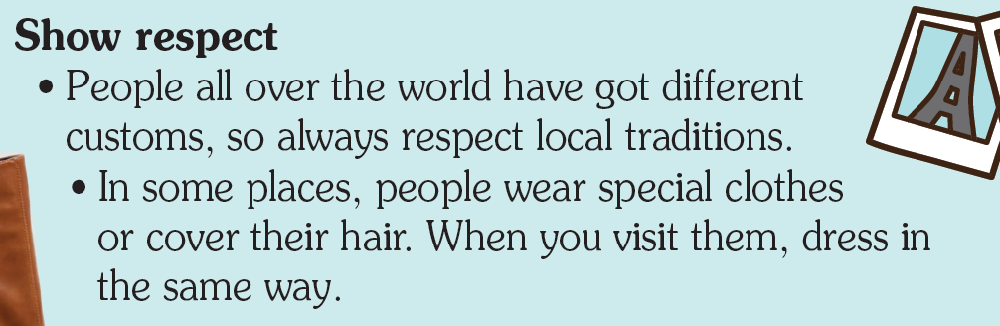 Show respect
• People all over the world have got different
customs, so always respect local traditions.
• In some places, people wear special clothes
or cover their hair. When you visit them, dress in
the same way.